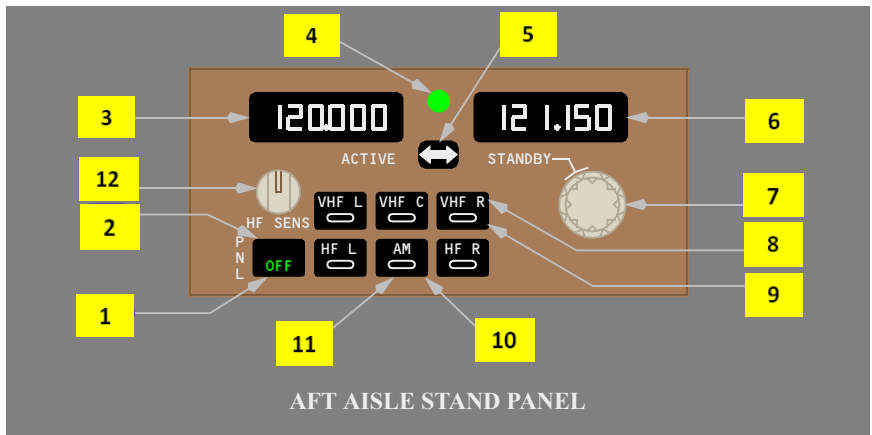 4
5
3
120.000
121.150
6
ACTIVE
STANDBY
12
HF SENS
VHF L
VHF C
VHF R
7
2
PNL
OFF
HF L
AM
HF R
8
9
1
11
10
AFT AISLE STAND PANEL